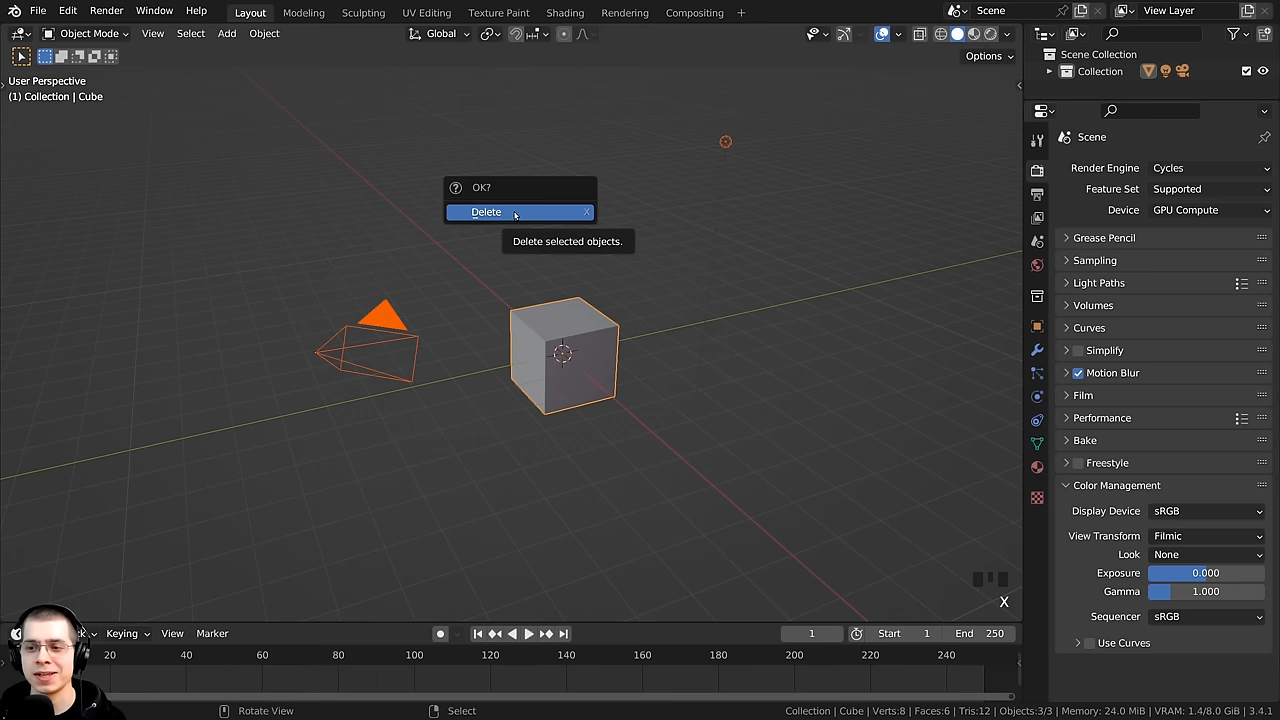 File Edit Render Window Help Layout Modeling Sculpting UV Editing Texture Paint Shading Rendering Compositing + Scene View Layer
Object Mode View Select Add Object Global
Options
User Perspective
(1) Collection | Cube
Scene Collection
Collection
Scene
Render Engine Cycles
Feature Set Supported
Device GPU Compute
Grease Pencil
Sampling
Light Paths
Volumes
Curves
Simplify
Motion Blur
Film
Performance
Bake
Freestyle
Color Management
Display Device sRGB
View Transform Filmic
Look None
Exposure 0.000
Gamma 1.000
Sequencer sRGB
Use Curves
OK?
Delete X
Delete selected objects.
X
Keying View Marker 1 Start 1 End 250
20 40 60 80 100 120 140 160 180 200 220 240
Rotate View Select Collection | Cube | Verts:8 | Faces:6 | Tris:12 | Objects:3/3 | Memory: 24.0 MiB | VRAM: 1.4/8.0 GiB | 3.4.1